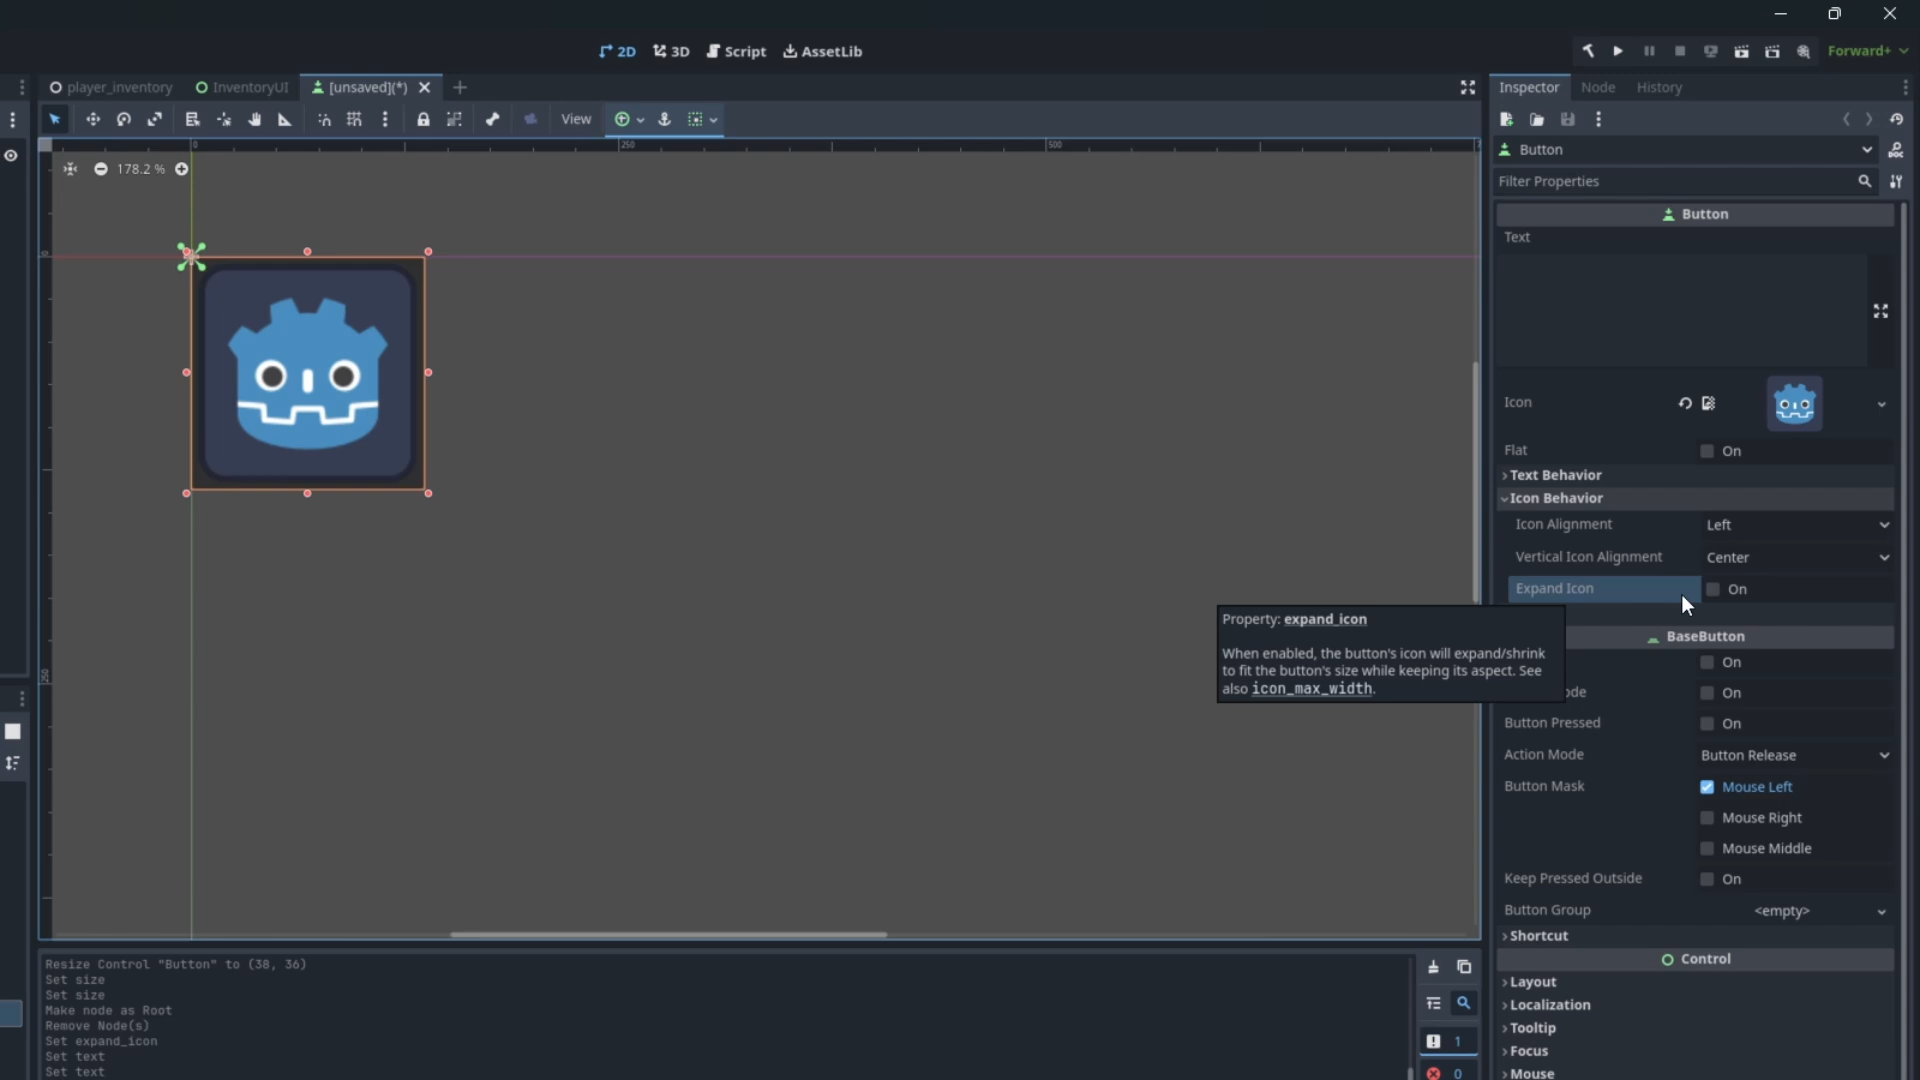 2D 3D Script AssetLib
Forward+
player_inventory InventoryUI [unsaved](*)
Inspector Node History
View
0 250 500
178.2 %
Button
Filter Properties
Button
Text
Icon
Flat On
Text Behavior
Icon Behavior
Icon Alignment Left
Vertical Icon Alignment Center
Expand Icon On
Property: expand_icon
When enabled, the button's icon will expand/shrink
to fit the button's size while keeping its aspect. See
also icon_max_width.
BaseButton
On
On
Button Pressed On
Action Mode Button Release
Button Mask Mouse Left
Mouse Right
Mouse Middle
Keep Pressed Outside On
Button Group <empty>
Shortcut
Control
Layout
Localization
Tooltip
Focus
Mouse
0
250
Resize Control "Button" to (38, 36)
Set size
Set size
Make node as Root
Remove Node(s)
Set expand_icon
Set text
Set text
1
0